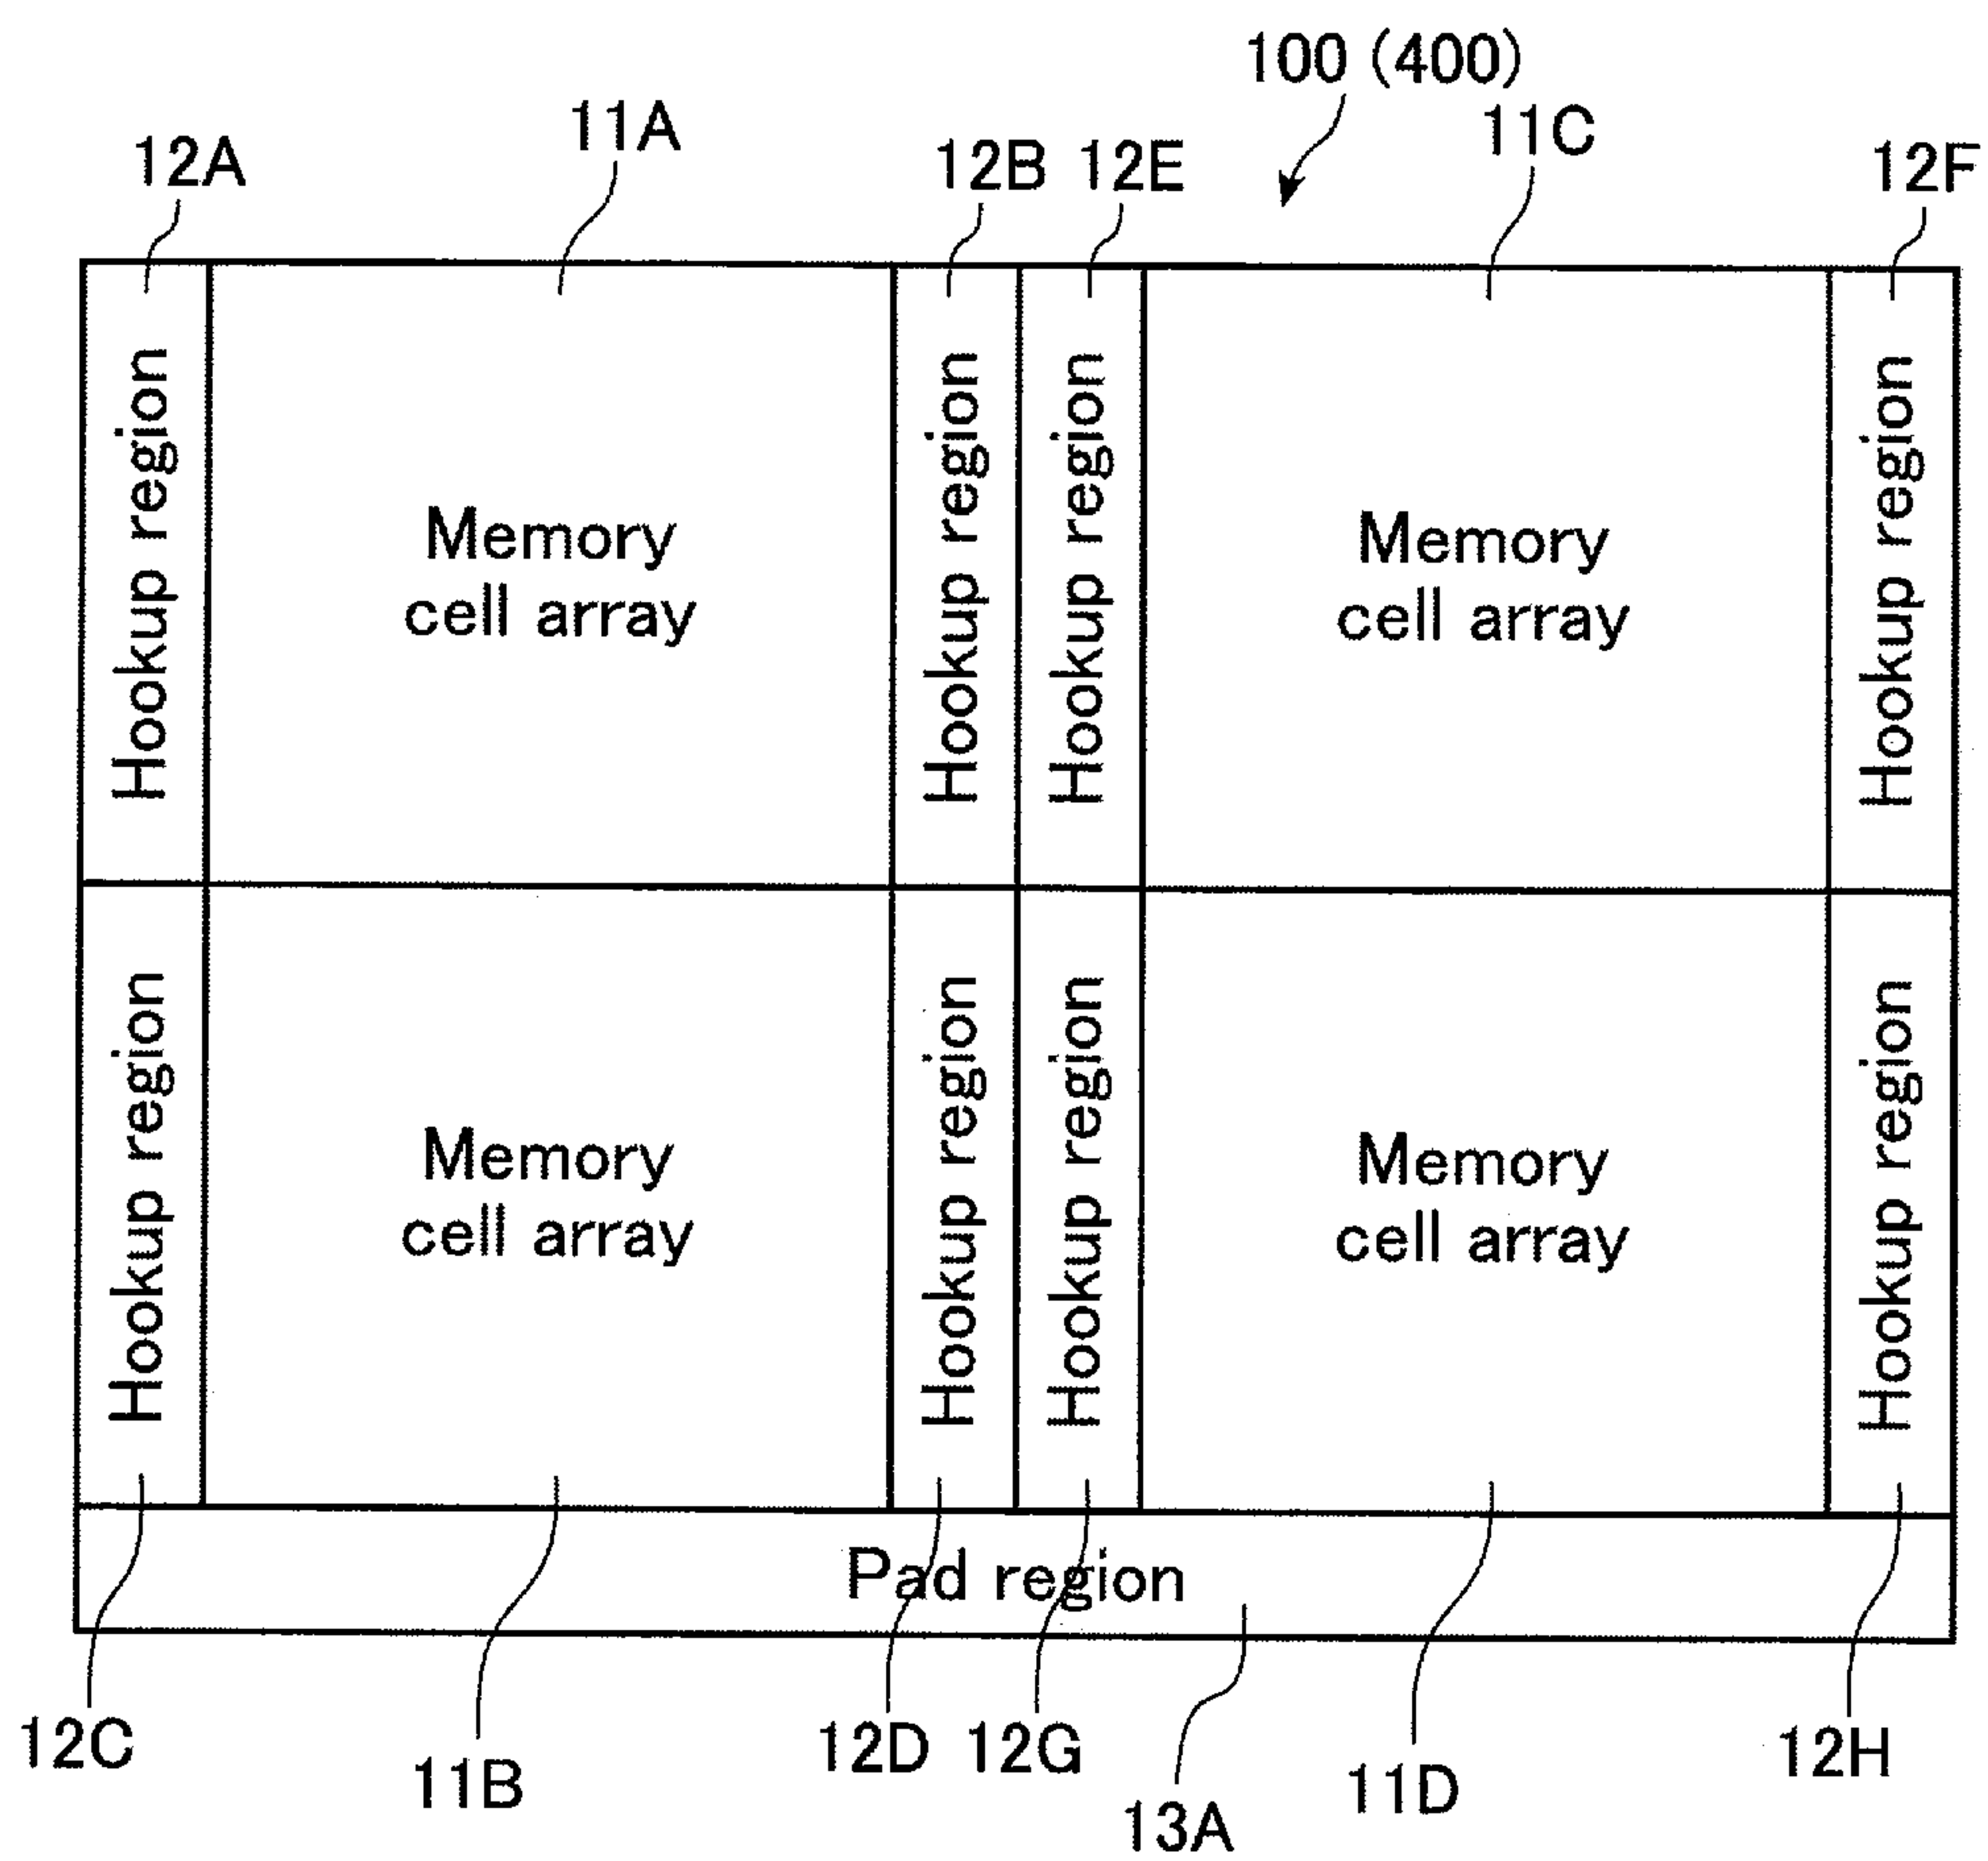 100 (400)
12A
11A
12B
12E
11C
12F
Hookup region
Memory
cell array
Hookup region
Hookup region
Memory
cell array
Hookup region
Hookup region
Memory
cell array
Hookup region
Hookup region
Memory
cell array
Hookup region
Pad region
12C
11B
12D
12G
13A
11D
12H